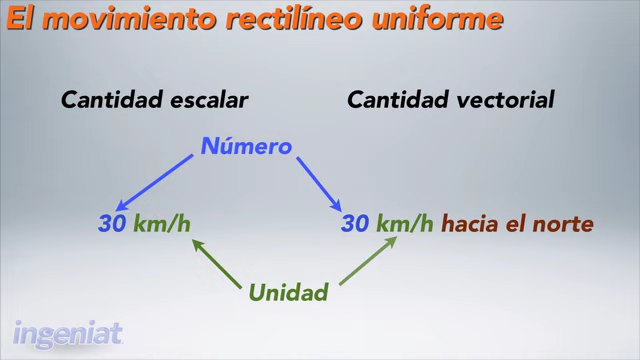 El movimiento rectilíneo uniforme
Cantidad escalar
Cantidad vectorial
Número
30 km/h
30 km/h hacia el norte
Unidad
ingeniat